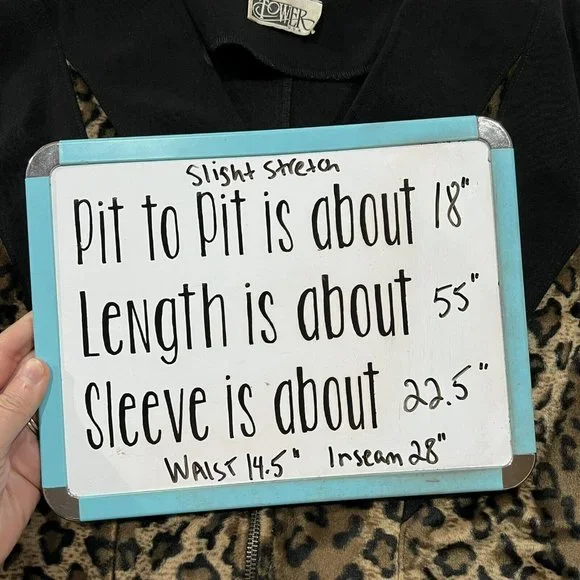 POWER
Slight Stretch
Pit to Pit is about 18"
Length is about 55"
Sleeve is about 22.5"
WAIST 14.5" Inseam 28"